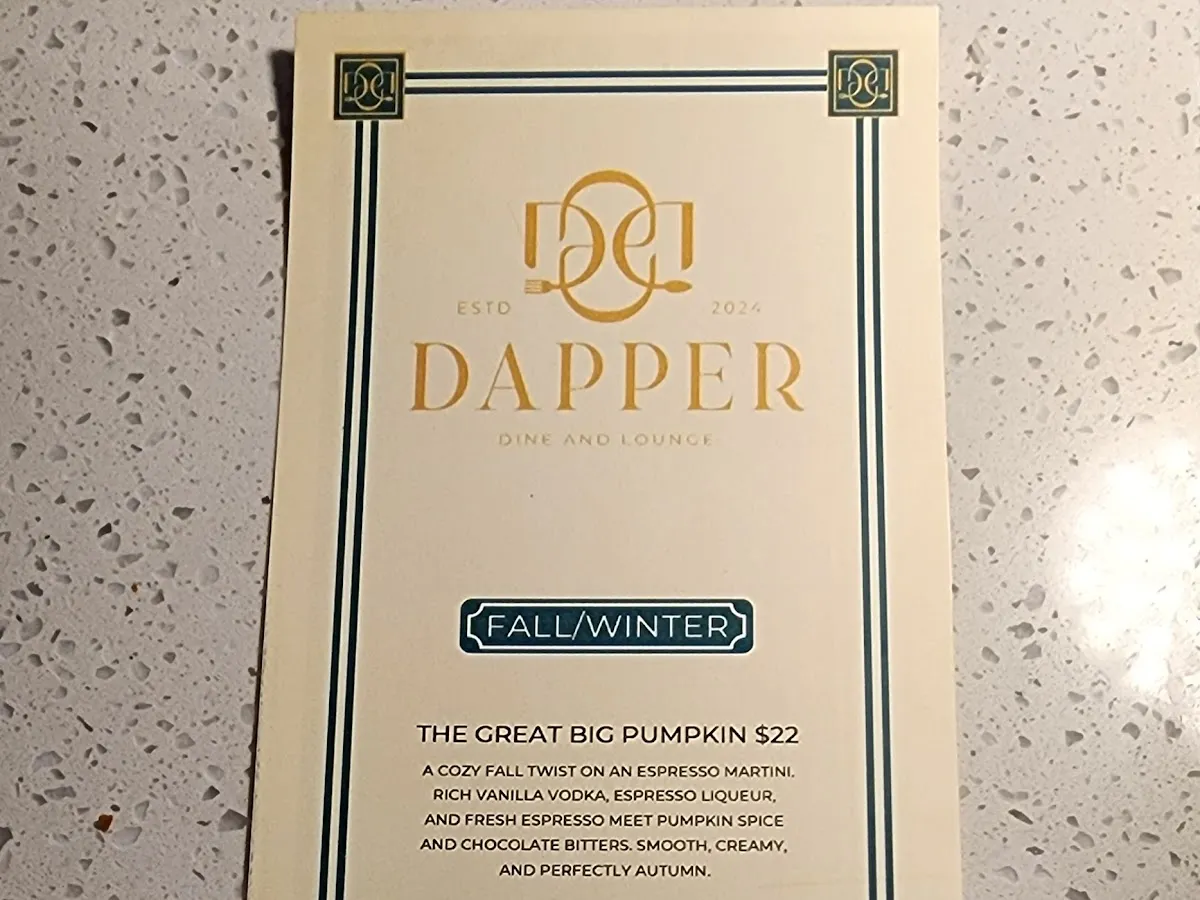 ESTD 2024
DAPPER
DINE AND LOUNGE
FALL/WINTER
THE GREAT BIG PUMPKIN $22
A COZY FALL TWIST ON AN ESPRESSO MARTINI.
RICH VANILLA VODKA, ESPRESSO LIQUEUR,
AND FRESH ESPRESSO MEET PUMPKIN SPICE
AND CHOCOLATE BITTERS. SMOOTH, CREAMY,
AND PERFECTLY AUTUMN.